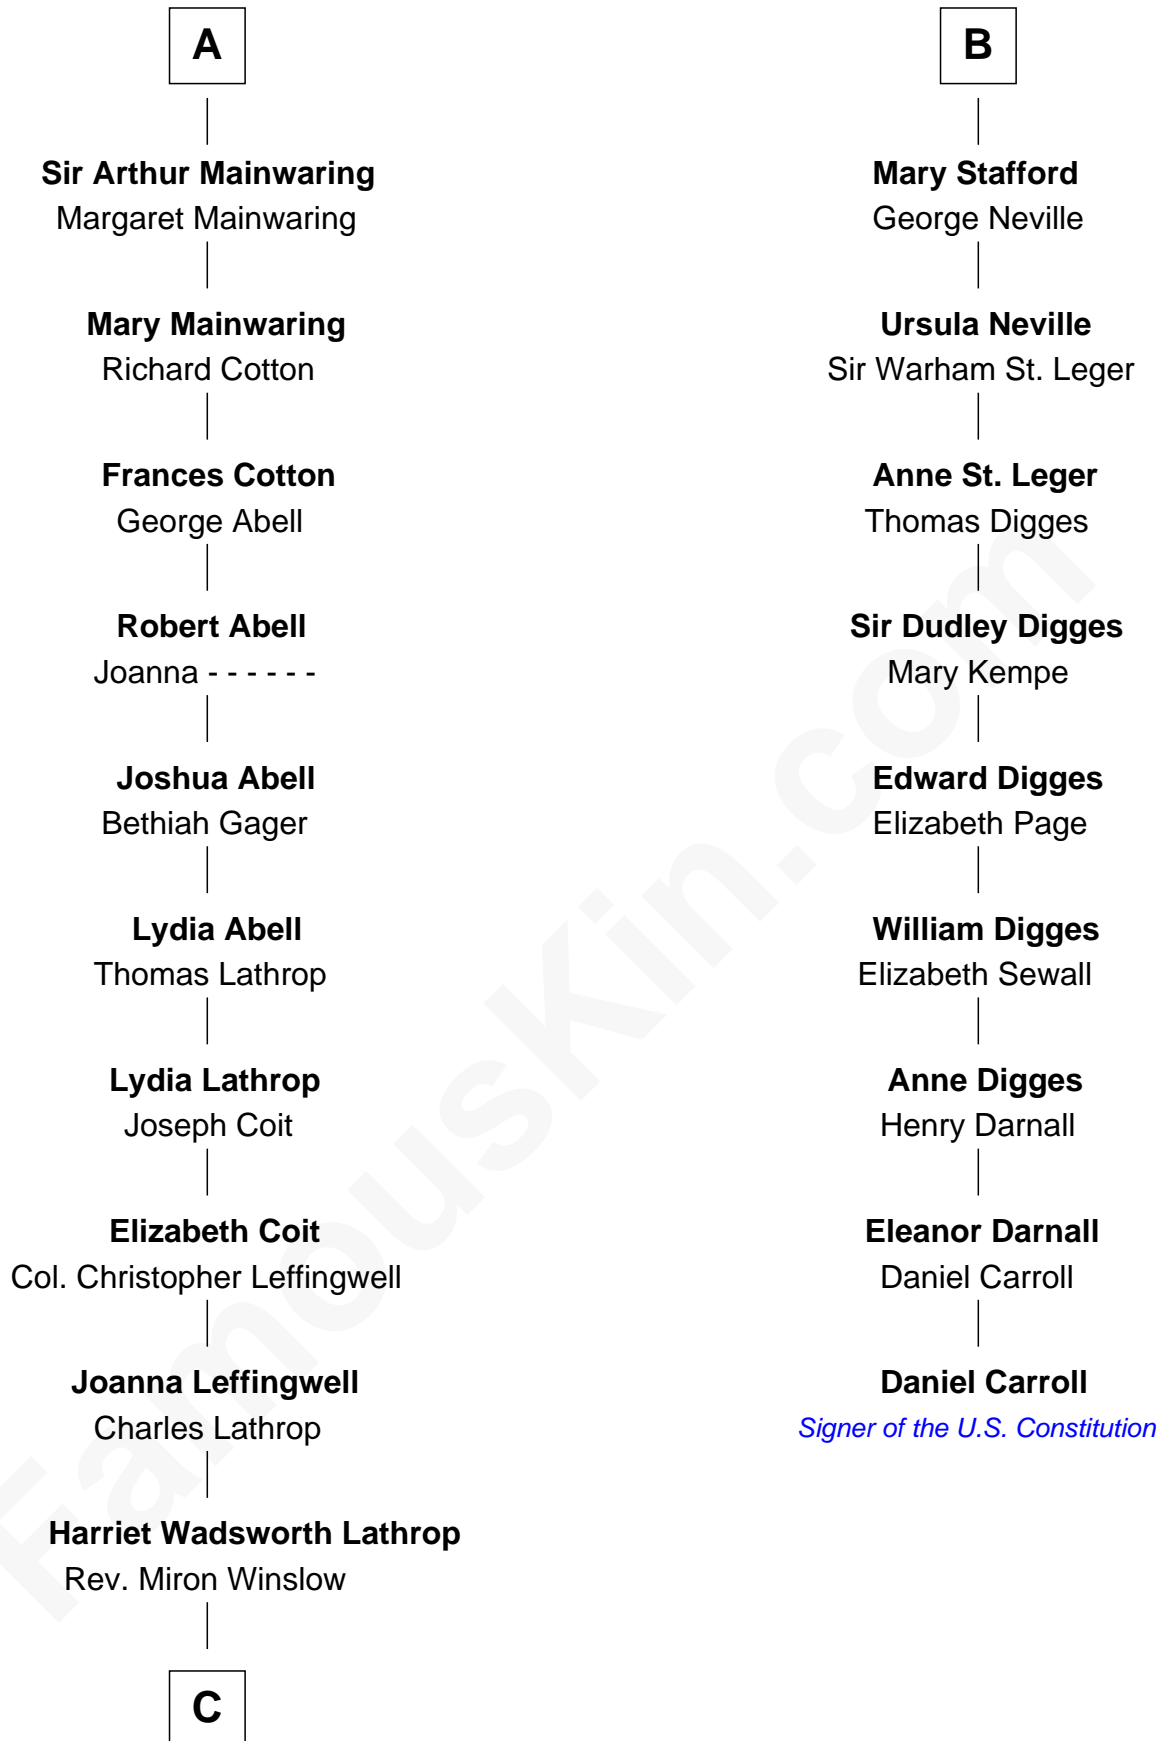 A
Sir Arthur Mainwaring
Margaret Mainwaring
Mary Mainwaring
Richard Cotton
Frances Cotton
George Abell
Robert Abell
Joanna - - - - - -
Joshua Abell
Bethiah Gager
Lydia Abell
Thomas Lathrop
Lydia Lathrop
Joseph Coit
Elizabeth Coit
Col. Christopher Leffingwell
Joanna Leffingwell
Charles Lathrop
Harriet Wadsworth Lathrop
Rev. Miron Winslow
C
B
Mary Stafford
George Neville
Ursula Neville
Sir Warham St. Leger
Anne St. Leger
Thomas Digges
Sir Dudley Digges
Mary Kempe
Edward Digges
Elizabeth Page
William Digges
Elizabeth Sewall
Anne Digges
Henry Darnall
Eleanor Darnall
Daniel Carroll
Daniel Carroll
Signer of the U.S. Constitution
FamousKin.com